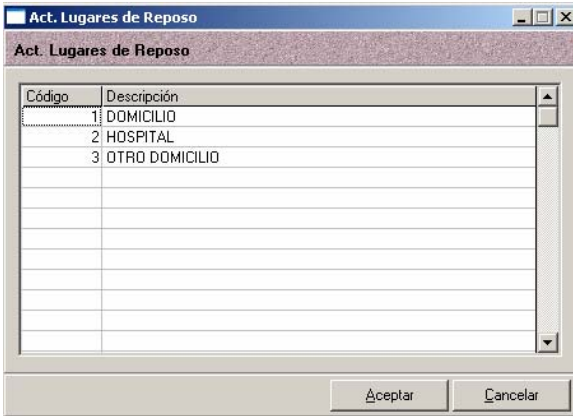 Act. Lugares de Reposo
Act. Lugares de Reposo
Código Descripción
1 DOMICILIO
2 HOSPITAL
3 OTRO DOMICILIO
Aceptar Cancelar